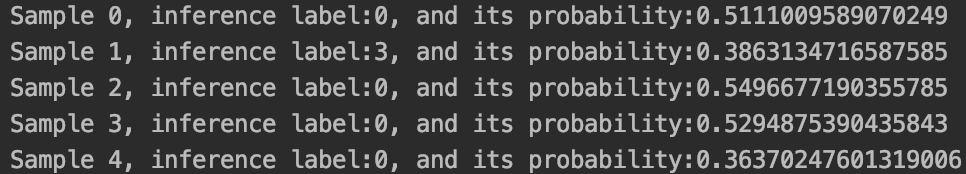 Sample 0, inference label:0, and its probability:0.5111009589070249
Sample 1, inference label:3, and its probability:0.3863134716587585
Sample 2, inference label:0, and its probability:0.5496677190355785
Sample 3, inference label:0, and its probability:0.5294875390435843
Sample 4, inference label:0, and its probability:0.36370247601319006